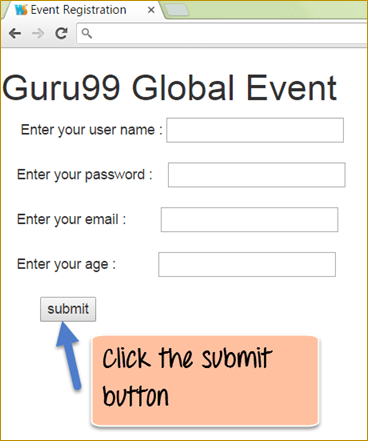 Event Registration
Guru99 Global Event
Enter your user name :
Enter your password :
Enter your email :
Enter your age :
submit
Click the submit
button